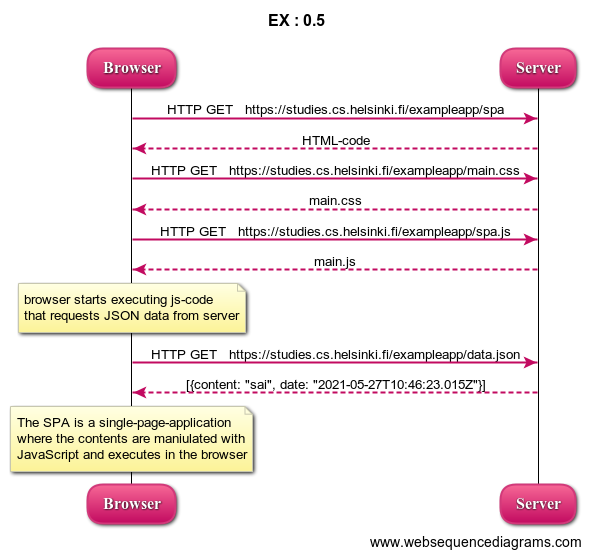 EX : 0.5
Browser
Server
HTTP GET   https://studies.cs.helsinki.fi/exampleapp/spa
HTML-code
HTTP GET   https://studies.cs.helsinki.fi/exampleapp/main.css
main.css
HTTP GET   https://studies.cs.helsinki.fi/exampleapp/spa.js
main.js
browser starts executing js-code
that requests JSON data from server
HTTP GET   https://studies.cs.helsinki.fi/exampleapp/data.json
[{content: "sai", date: "2021-05-27T10:46:23.015Z"}]
The SPA is a single-page-application
where the contents are maniulated with
JavaScript and executes in the browser
Browser
Server
www.websequencediagrams.com